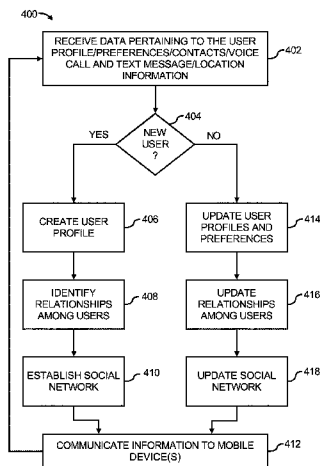 400
RECEIVE DATA PERTAINING TO THE USER
PROFILE/PREFERENCES/CONTACTS/VOICE
CALL AND TEXT MESSAGE/LOCATION
INFORMATION
402
404
YES
NEW
USER
?
NO
CREATE USER
PROFILE
406
UPDATE USER
PROFILES AND
PREFERENCES
414
IDENTIFY
RELATIONSHIPS
AMONG USERS
408
UPDATE
RELATIONSHIPS
AMONG USERS
416
ESTABLISH SOCIAL
NETWORK
410
UPDATE SOCIAL
NETWORK
418
COMMUNICATE INFORMATION TO MOBILE
DEVICE(S)
412